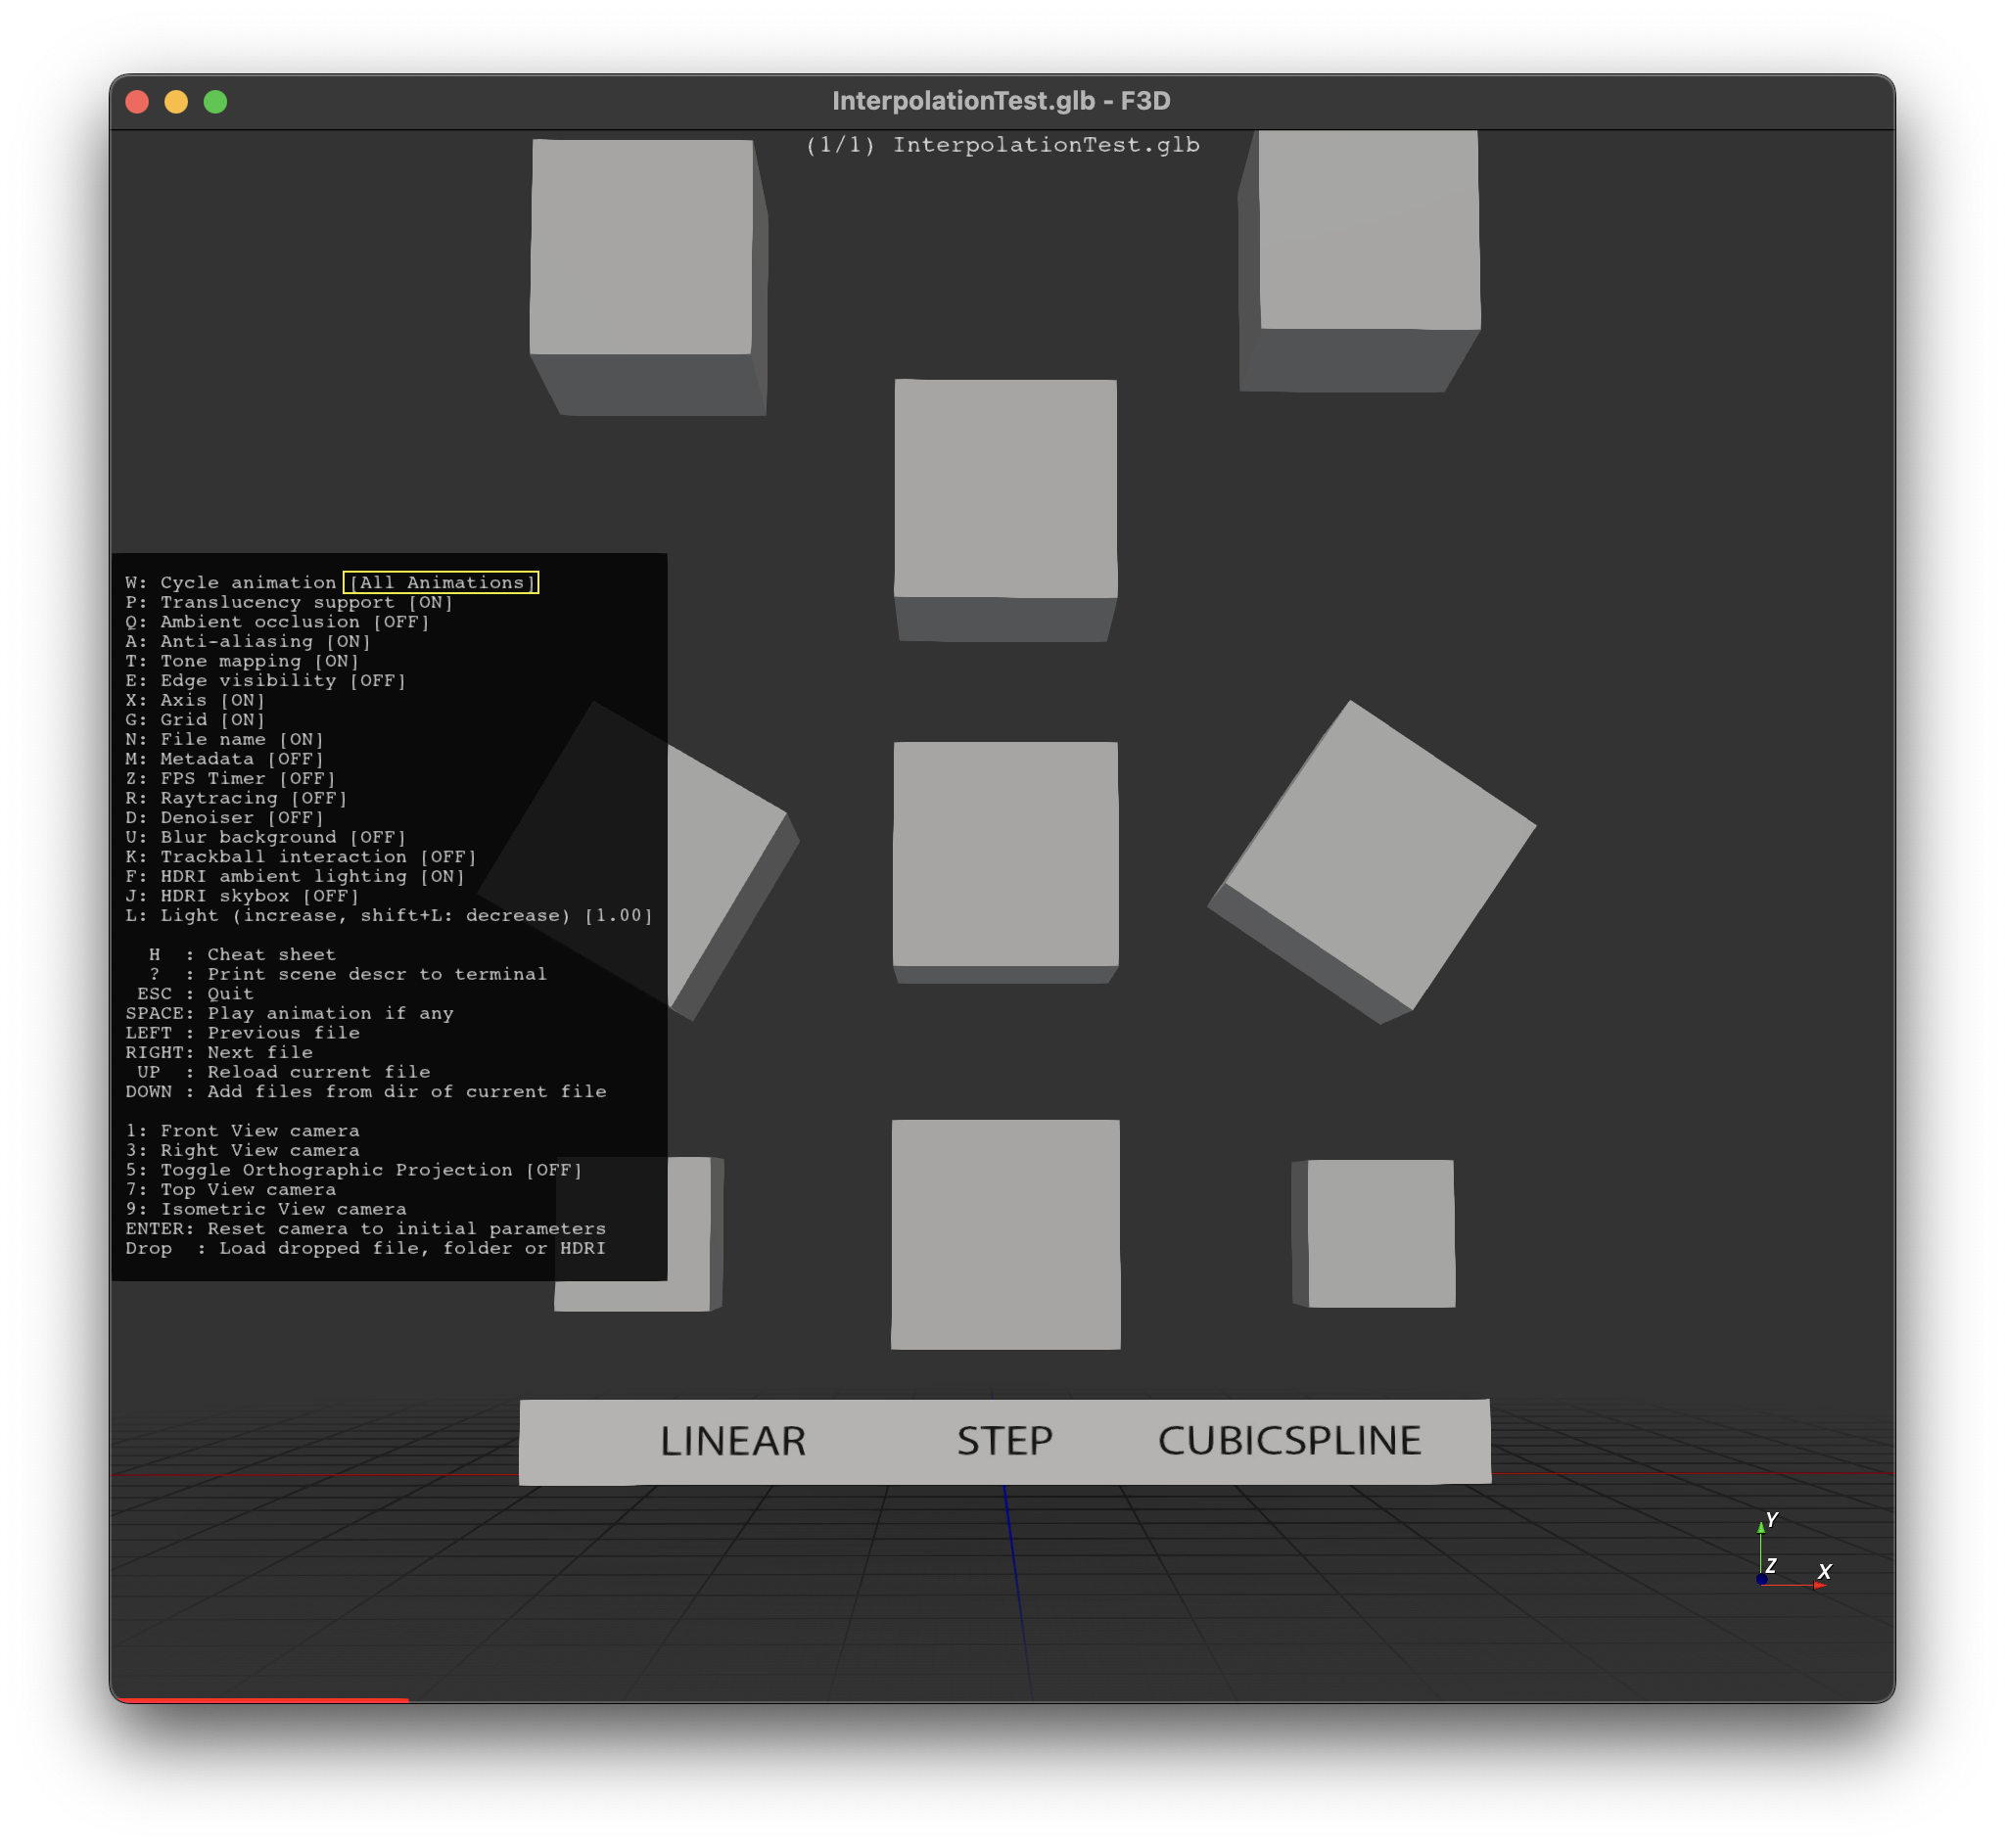 InterpolationTest.glb - F3D
(1/1) InterpolationTest.glb
W: Cycle animation [All Animations]
P: Translucency support [ON]
Q: Ambient occlusion [OFF]
A: Anti-aliasing [ON]
T: Tone mapping [ON]
E: Edge visibility [OFF]
X: Axis [ON]
G: Grid [ON]
N: File name [ON]
M: Metadata [OFF]
Z: FPS Timer [OFF]
R: Raytracing [OFF]
D: Denoiser [OFF]
U: Blur background [OFF]
K: Trackball interaction [OFF]
F: HDRI ambient lighting [ON]
J: HDRI skybox [OFF]
L: Light (increase, shift+L: decrease) [1.00]
H : Cheat sheet
? : Print scene descr to terminal
ESC : Quit
SPACE: Play animation if any
LEFT : Previous file
RIGHT: Next file
UP : Reload current file
DOWN : Add files from dir of current file
1: Front View camera
3: Right View camera
5: Toggle Orthographic Projection [OFF]
7: Top View camera
9: Isometric View camera
ENTER: Reset camera to initial parameters
Drop : Load dropped file, folder or HDRI
LINEAR STEP CUBICSPLINE
Y
Z X